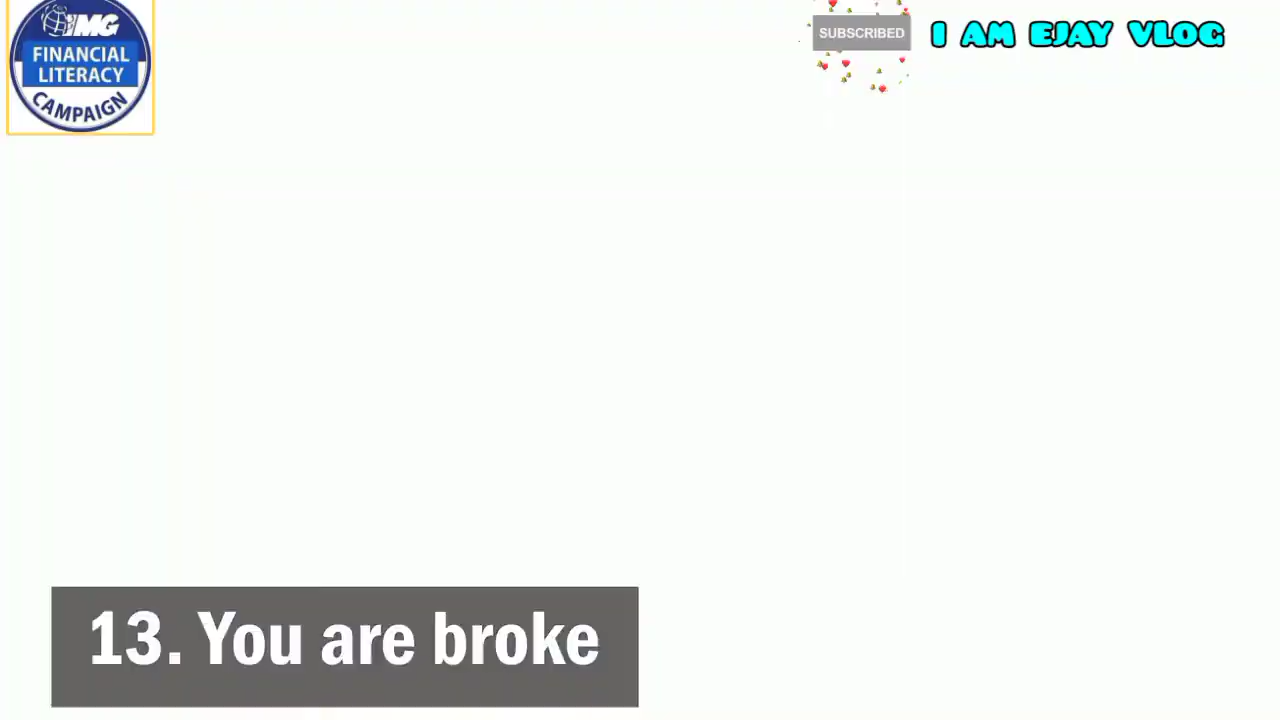 IMG
FINANCIAL
LITERACY
CAMPAIGN
SUBSCRIBED
I AM EJAY VLOG
13. You are broke